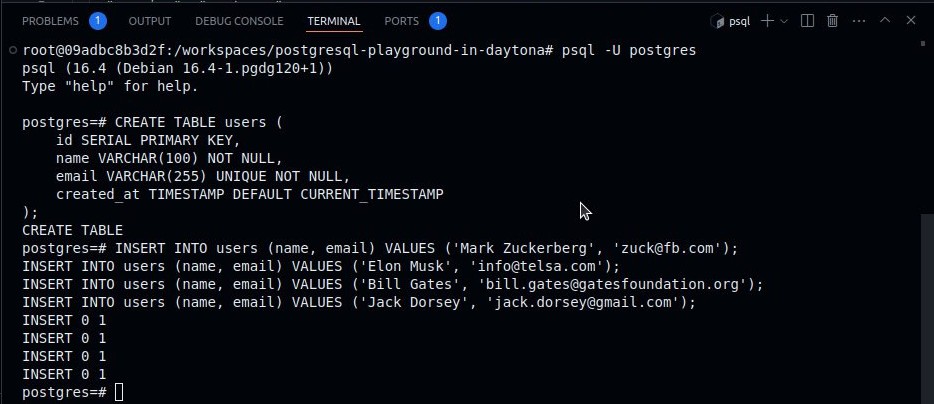 PROBLEMS 1 OUTPUT DEBUG CONSOLE TERMINAL PORTS 1 psql
root@09adbc8b3d2f:/workspaces/postgresql-playground-in-daytona# psql -U postgres
psql (16.4 (Debian 16.4-1.pgdg120+1))
Type "help" for help.
postgres=# CREATE TABLE users (
id SERIAL PRIMARY KEY,
name VARCHAR(100) NOT NULL,
email VARCHAR(255) UNIQUE NOT NULL,
created_at TIMESTAMP DEFAULT CURRENT_TIMESTAMP
);
CREATE TABLE
postgres=# INSERT INTO users (name, email) VALUES ('Mark Zuckerberg', 'zuck@fb.com');
INSERT INTO users (name, email) VALUES ('Elon Musk', 'info@telsa.com');
INSERT INTO users (name, email) VALUES ('Bill Gates', 'bill.gates@gatesfoundation.org');
INSERT INTO users (name, email) VALUES ('Jack Dorsey', 'jack.dorsey@gmail.com');
INSERT 0 1
INSERT 0 1
INSERT 0 1
INSERT 0 1
postgres=#